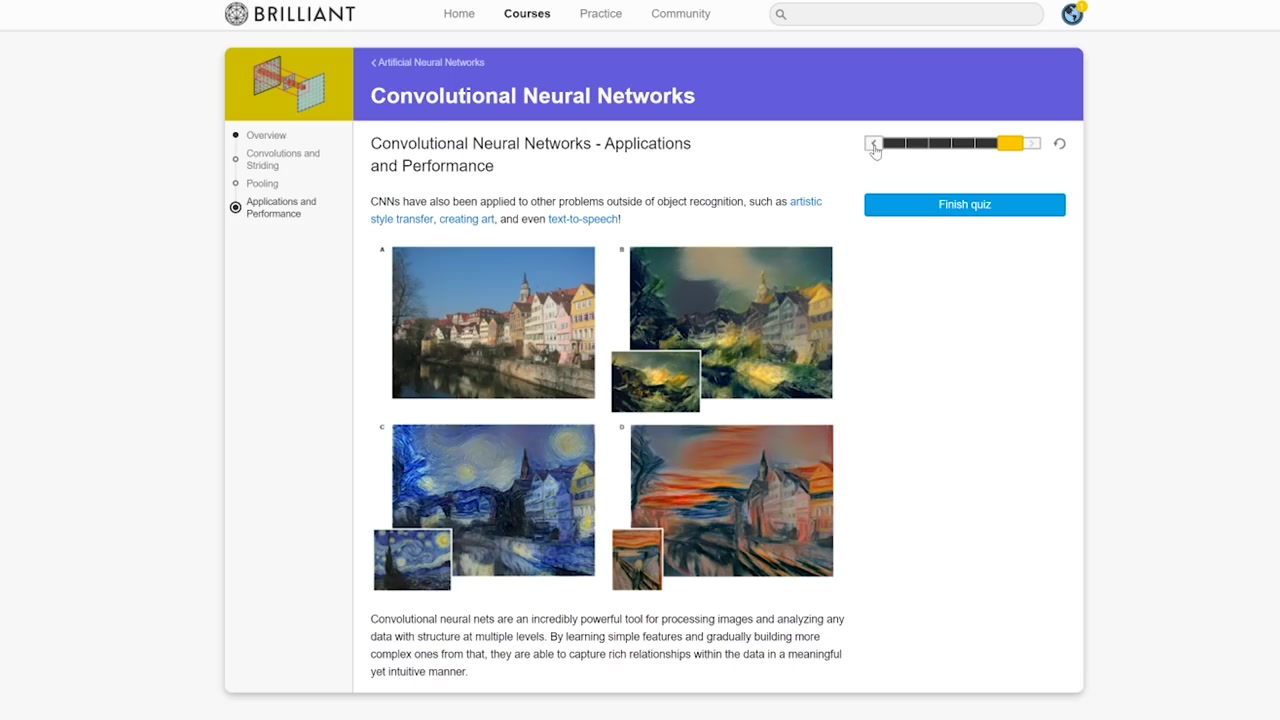 BRILLIANT
Home Courses Practice Community
1
< Artificial Neural Networks
Convolutional Neural Networks
Overview
Convolutions and
Striding
Pooling
Applications and
Performance
Convolutional Neural Networks - Applications
and Performance
Finish quiz
CNNs have also been applied to other problems outside of object recognition, such as artistic
style transfer, creating art, and even text-to-speech!
A
B
C
D
Convolutional neural nets are an incredibly powerful tool for processing images and analyzing any
data with structure at multiple levels. By learning simple features and gradually building more
complex ones from that, they are able to capture rich relationships within the data in a meaningful
yet intuitive manner.